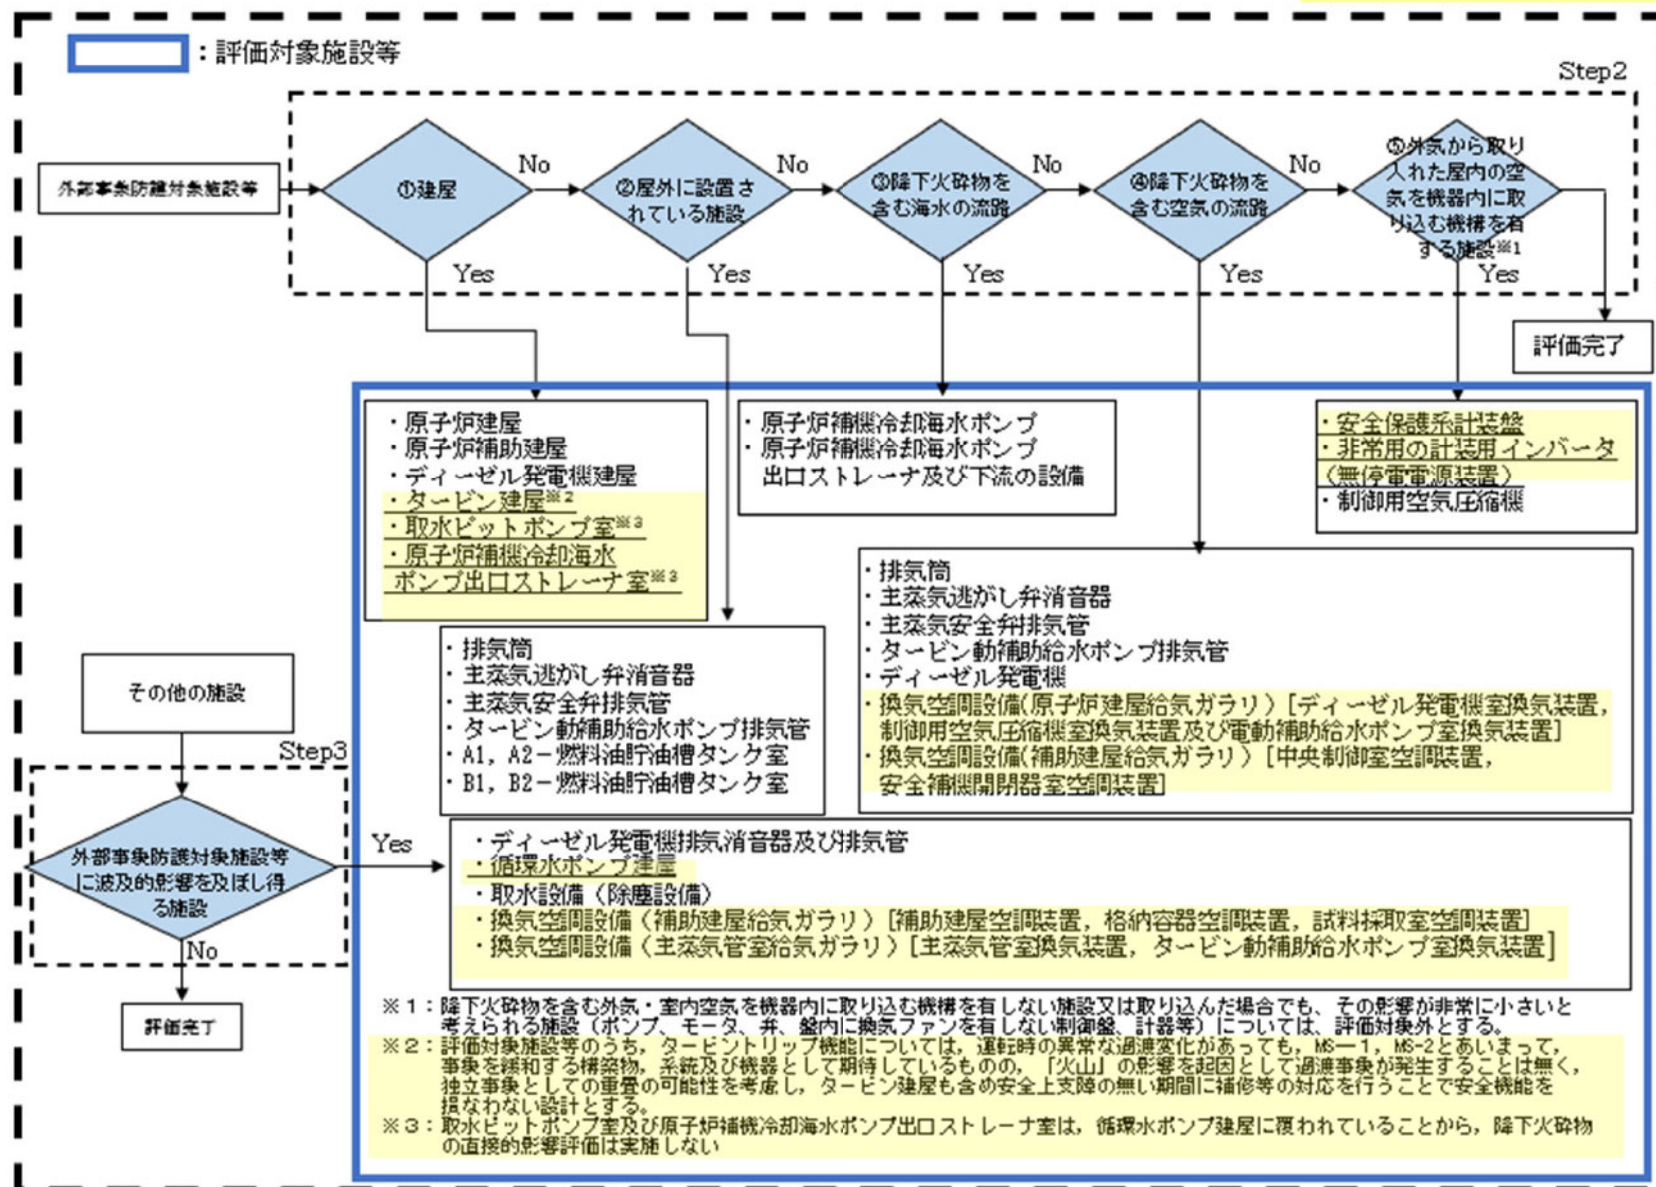 ：評価対象施設等
Step2
外部事象防護対象施設等
①建屋
No
②屋外に設置さ
れている施設
No
③降下火砕物を
含む海水の流路
No
④降下火砕物を
含む空気の流路
No
⑤外気から取り
入れた屋内の空
気を機器内に取
り込む機構を有
する施設※1
Yes
Yes
Yes
Yes
Yes
評価完了
・原子炉建屋
・原子炉補助建屋
・ディーゼル発電機建屋
・タービン建屋※2
・取水ピットポンプ室※3
・原子炉補機冷却海水
ポンプ出口ストレーナ室※3
・原子炉補機冷却海水ポンプ
・原子炉補機冷却海水ポンプ
出口ストレーナ及び下流の設備
・安全保護系計装盤
・非常用の計装用インバータ
（無停電電源装置）
・制御用空気圧縮機
・排気筒
・主蒸気逃がし弁消音器
・主蒸気安全弁排気管
・タービン動補助給水ポンプ排気管
・A1, A2－燃料油貯油槽タンク室
・B1, B2－燃料油貯油槽タンク室
・排気筒
・主蒸気逃がし弁消音器
・主蒸気安全弁排気管
・タービン動補助給水ポンプ排気管
・ディーゼル発電機
・換気空調設備(原子炉建屋給気ガラリ）[ディーゼル発電機室換気装置，
制御用空気圧縮機室換気装置及び電動補助給水ポンプ室換気装置]
・換気空調設備(補助建屋給気ガラリ）[中央制御室空調装置，
安全補機開閉器室空調装置]
その他の施設
Step3
外部事象防護対象施設等
に波及的影響を及ぼし得
る施設
Yes
No
評価完了
・ディーゼル発電機排気消音器及び排気管
・循環水ポンプ建屋
・取水設備（除塵設備）
・換気空調設備（補助建屋給気ガラリ）[補助建屋空調装置，格納容器空調装置，試料採取室空調装置]
・換気空調設備（主蒸気管室給気ガラリ）[主蒸気管室換気装置，タービン動補助給水ポンプ室換気装置]
※1：降下火砕物を含む外気・室内空気を機器内に取り込む機構を有しない施設又は取り込んだ場合でも、その影響が非常に小さいと
考えられる施設（ポンプ、モータ、弁、盤内に換気ファンを有しない制御盤、計器等）については、評価対象外とする。
※2：評価対象施設等のうち，タービントリップ機能については，運転時の異常な過渡変化があっても，MS－1，MS-2とあいまって，
事象を緩和する構築物，系統及び機器として期待しているものの，「火山」の影響を起因として過渡事象が発生することは無く，
独立事象としての重畳の可能性を考慮し，タービン建屋も含め安全上支障の無い期間に補修等の対応を行うことで安全機能を
損なわない設計とする。
※3：取水ピットポンプ室及び原子炉補機冷却海水ポンプ出口ストレーナ室は，循環水ポンプ建屋に覆われていることから，降下火砕物
の直接的影響評価は実施しない